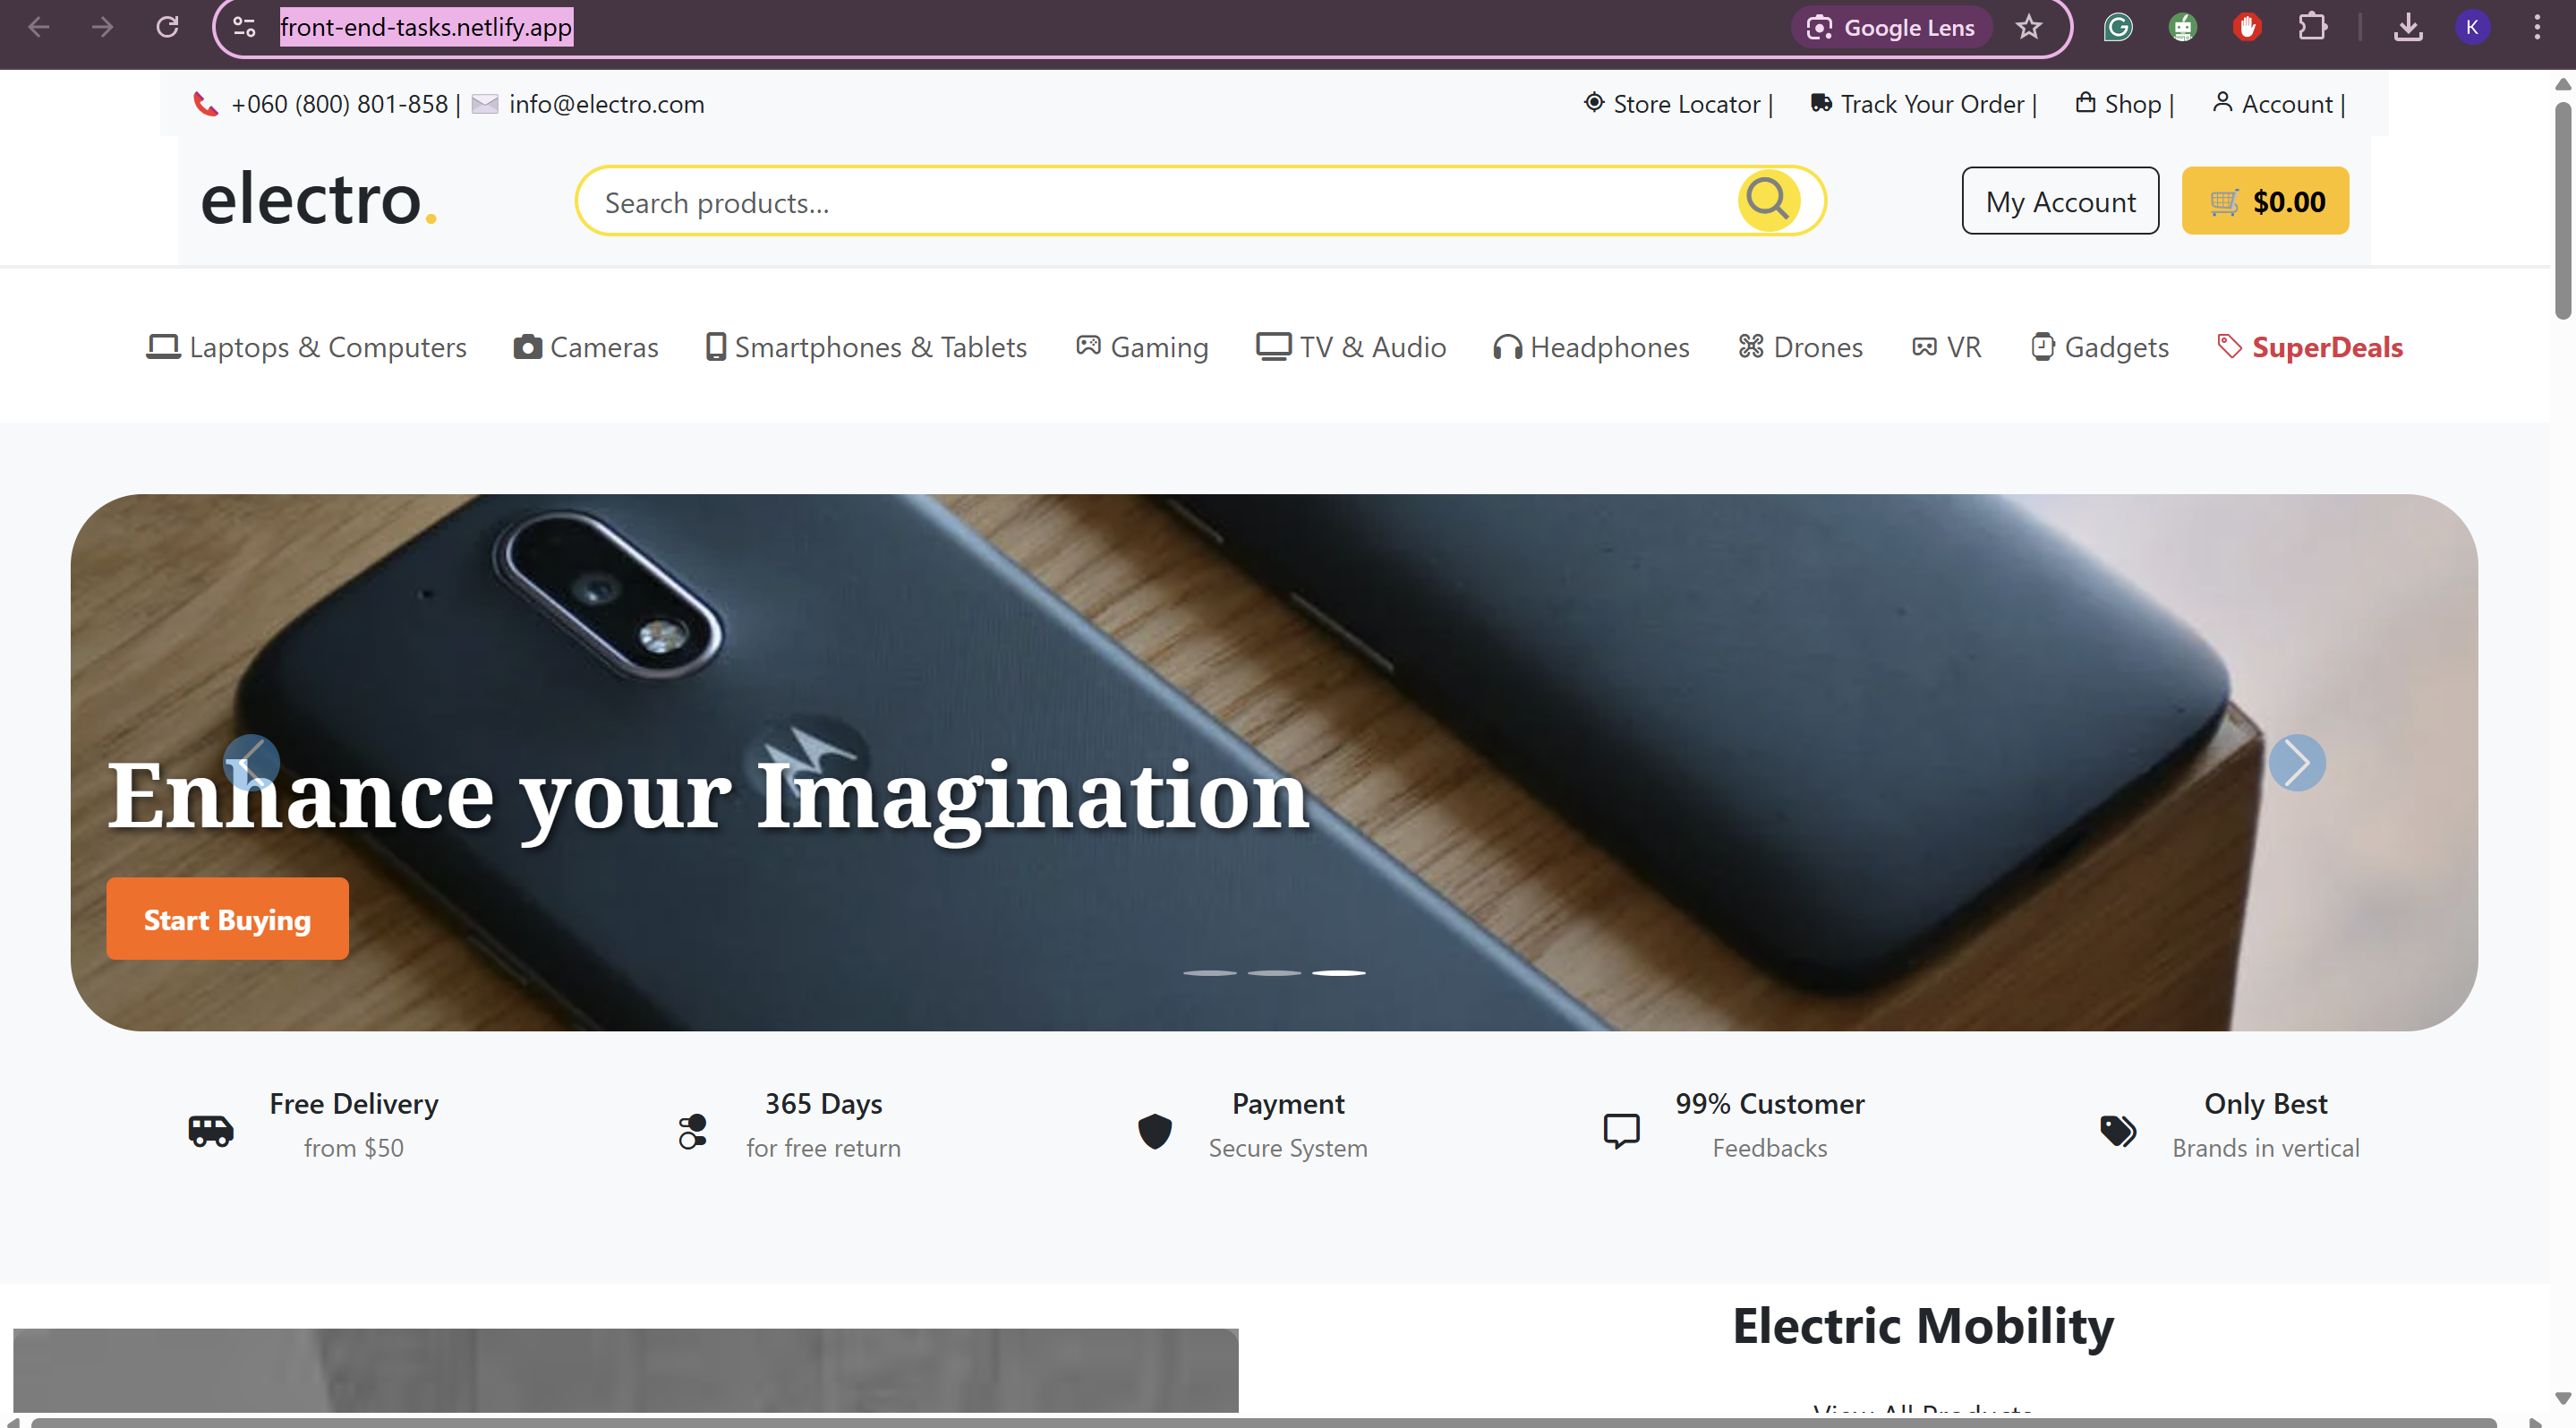 front-end-tasks.netlify.app
Google Lens
K
+060 (800) 801-858 | info@electro.com
Store Locator | Track Your Order | Shop | Account |
electro.
Search products...
My Account
$0.00
Laptops & Computers Cameras Smartphones & Tablets Gaming TV & Audio Headphones Drones VR Gadgets SuperDeals
Enhance your Imagination
Start Buying
Free Delivery
from $50
365 Days
for free return
Payment
Secure System
99% Customer
Feedbacks
Only Best
Brands in vertical
Electric Mobility
View All Products